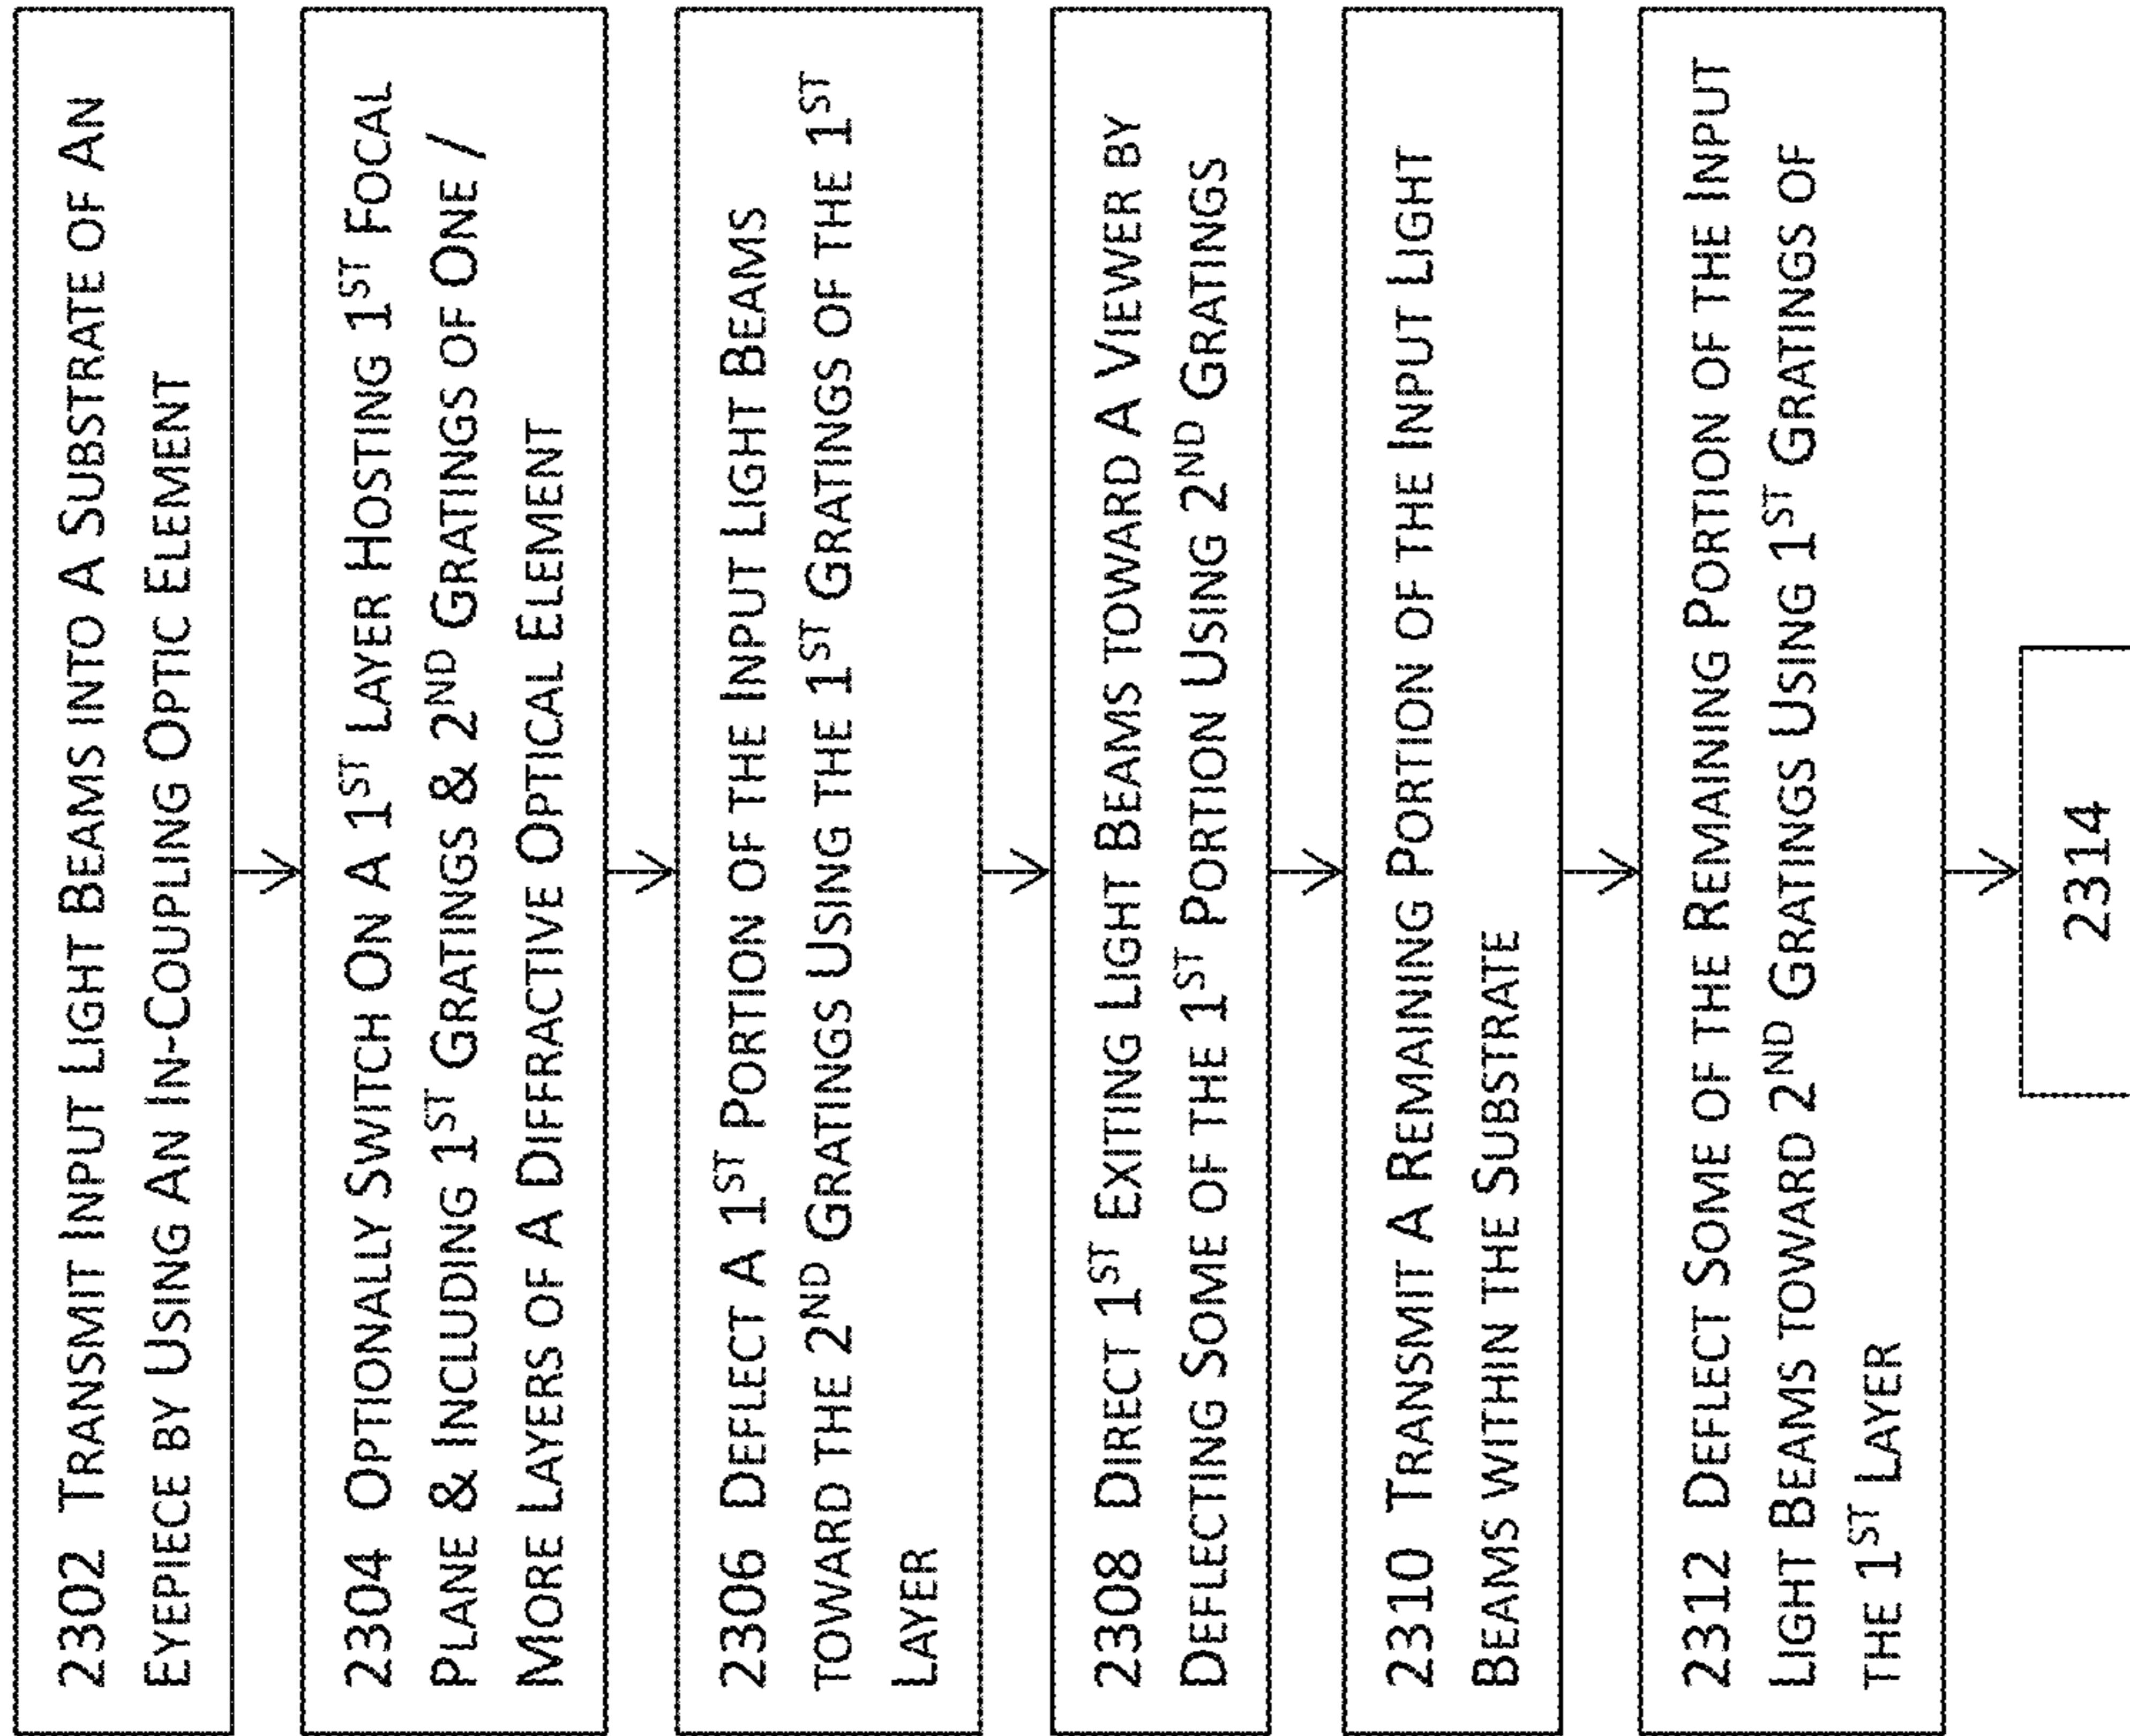 2302 TRANSMIT INPUT LIGHT BEAMS INTO A SUBSTRATE OF AN
EYEPIECE BY USING AN IN-COUPLING OPTIC ELEMENT
2304 OPTIONALLY SWITCH ON A 1ST LAYER HOSTING 1ST FOCAL
PLANE & INCLUDING 1ST GRATINGS & 2ND GRATINGS OF ONE /
MORE LAYERS OF A DIFFRACTIVE OPTICAL ELEMENT
2306 DEFLECT A 1ST PORTION OF THE INPUT LIGHT BEAMS
TOWARD THE 2ND GRATINGS USING THE 1ST GRATINGS OF THE 1ST
LAYER
2308 DIRECT 1ST EXITING LIGHT BEAMS TOWARD A VIEWER BY
DEFLECTING SOME OF THE 1ST PORTION USING 2ND GRATINGS
2310 TRANSMIT A REMAINING PORTION OF THE INPUT LIGHT
BEAMS WITHIN THE SUBSTRATE
2312 DEFLECT SOME OF THE REMAINING PORTION OF THE INPUT
LIGHT BEAMS TOWARD 2ND GRATINGS USING 1ST GRATINGS OF
THE 1ST LAYER
2314